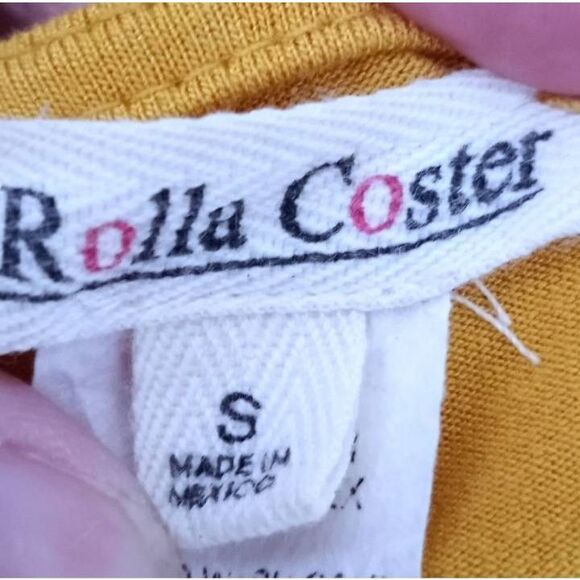 Rolla Coster
S
MADE IN
MEXICO